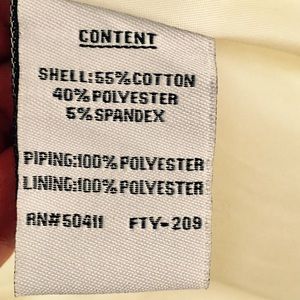 CONTENT
SHELL:55%COTTON
40%POLYESTER
5%SPANDEX
PIPING:100%POLYESTER
LINING:100%POLYESTER
RN#50411 FTY-209